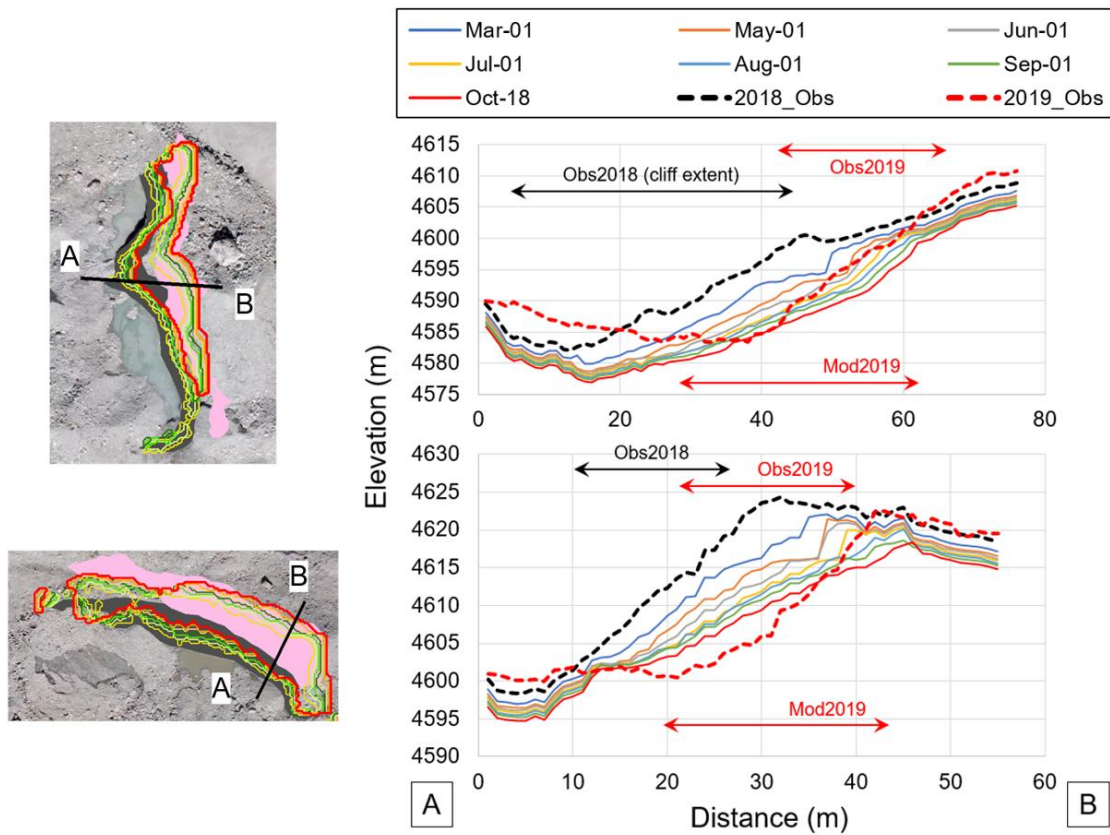 Mar-01 May-01 Jun-01
Jul-01 Aug-01 Sep-01
Oct-18 2018_Obs 2019_Obs
A
B
B
A
Elevation (m)
4615
4610
4605
4600
4595
4590
4585
4580
4575
Obs2018 (cliff extent)
Obs2019
Mod2019
0 20 40 60 80
4630
4625
4620
4615
4610
4605
4600
4595
4590
Obs2018
Obs2019
Mod2019
0 10 20 30 40 50 60
A Distance (m) B